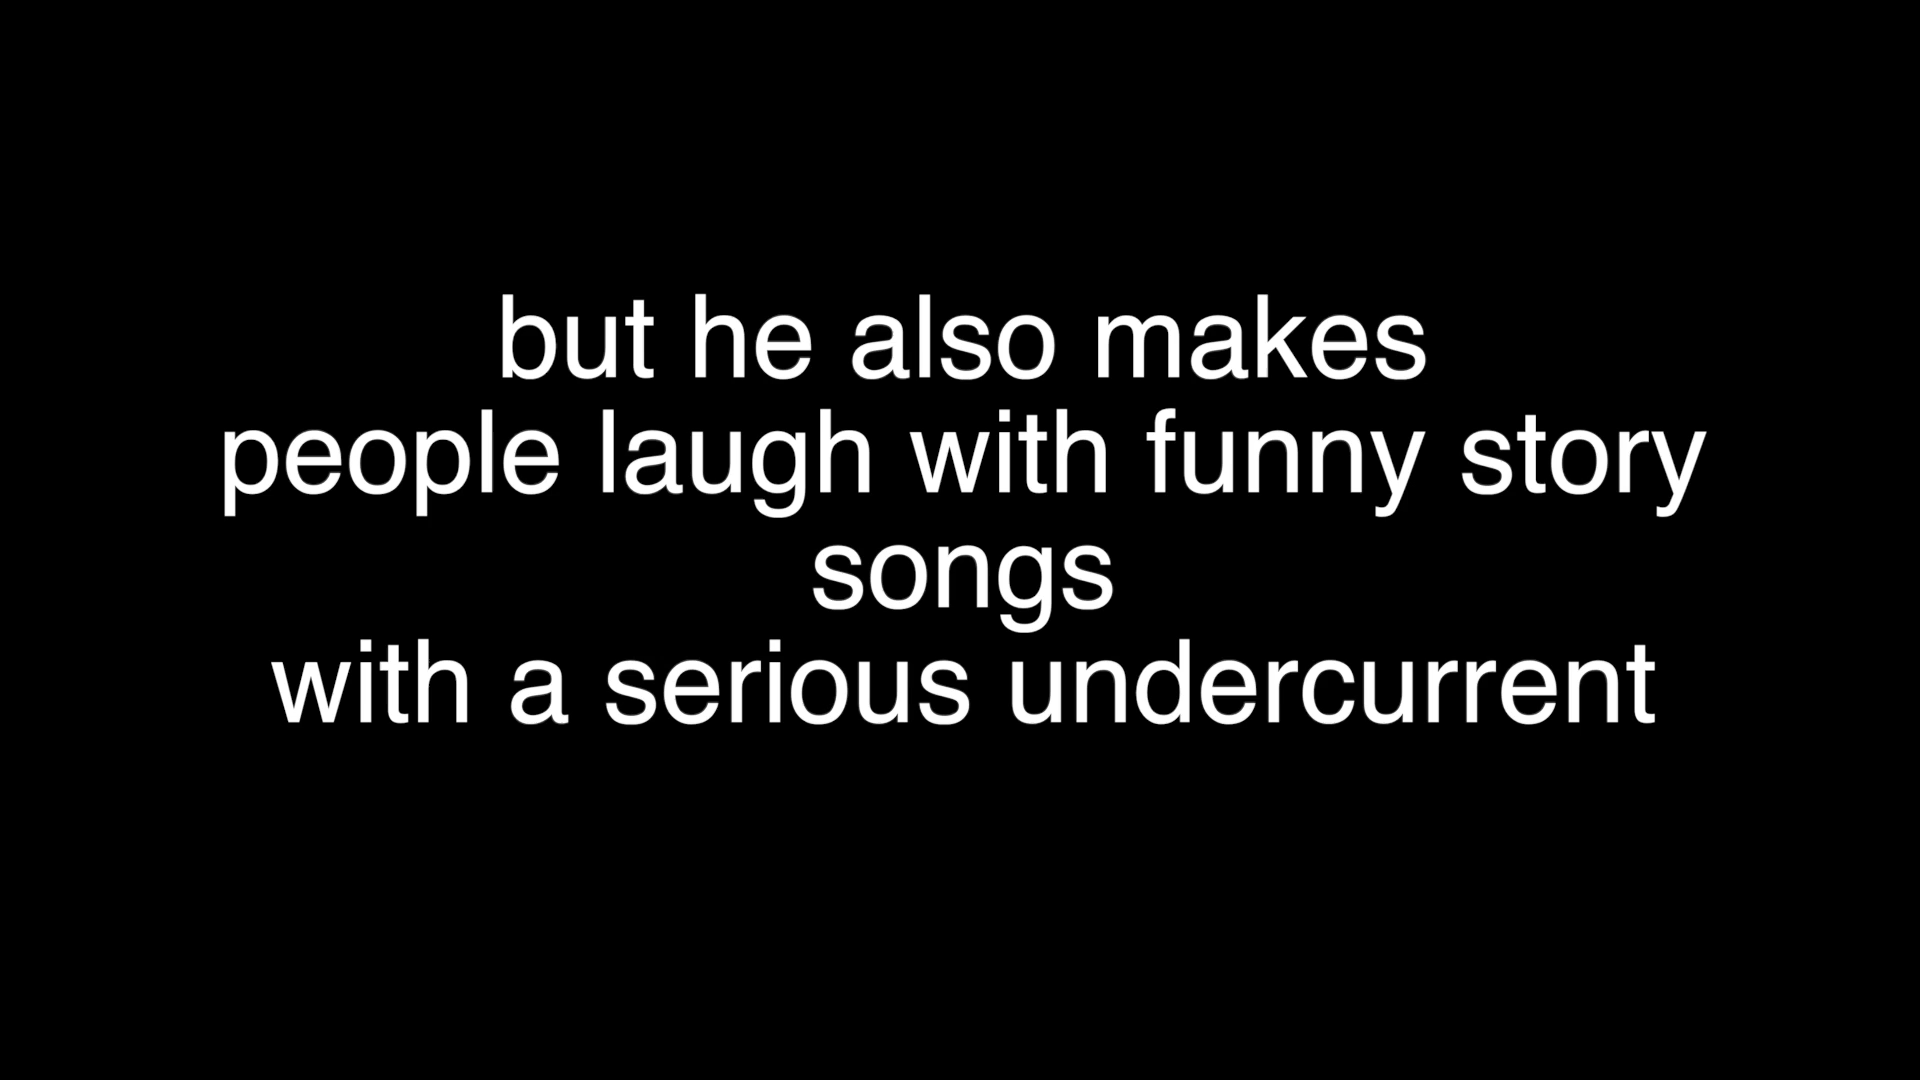 but he also makes
people laugh with funny story
songs
with a serious undercurrent